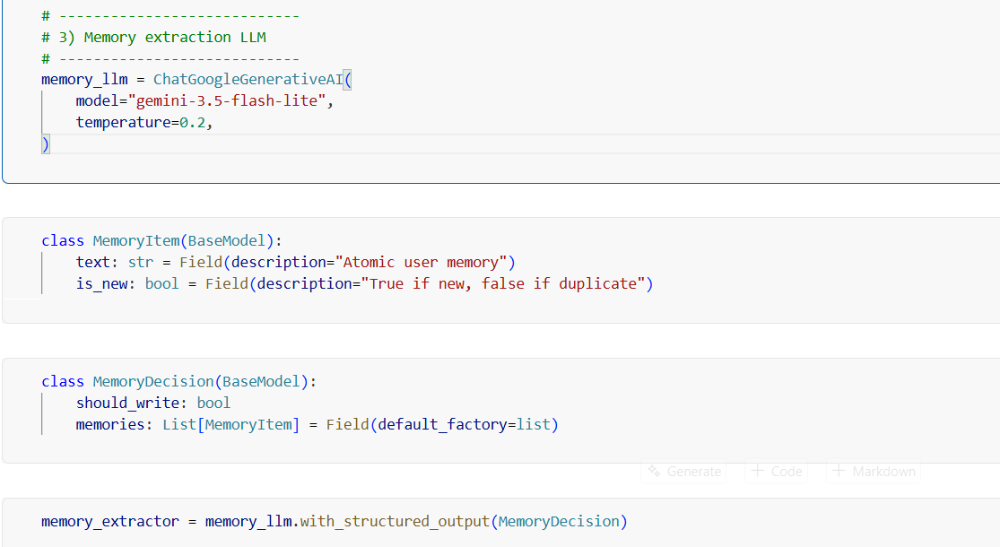 # ----------------------------
# 3) Memory extraction LLM
# ----------------------------
memory_llm = ChatGoogleGenerativeAI(
    model="gemini-3.5-flash-lite",
    temperature=0.2,
)
class MemoryItem(BaseModel):
    text: str = Field(description="Atomic user memory")
    is_new: bool = Field(description="True if new, false if duplicate")
class MemoryDecision(BaseModel):
    should_write: bool
    memories: List[MemoryItem] = Field(default_factory=list)
Generate + Code + Markdown
memory_extractor = memory_llm.with_structured_output(MemoryDecision)